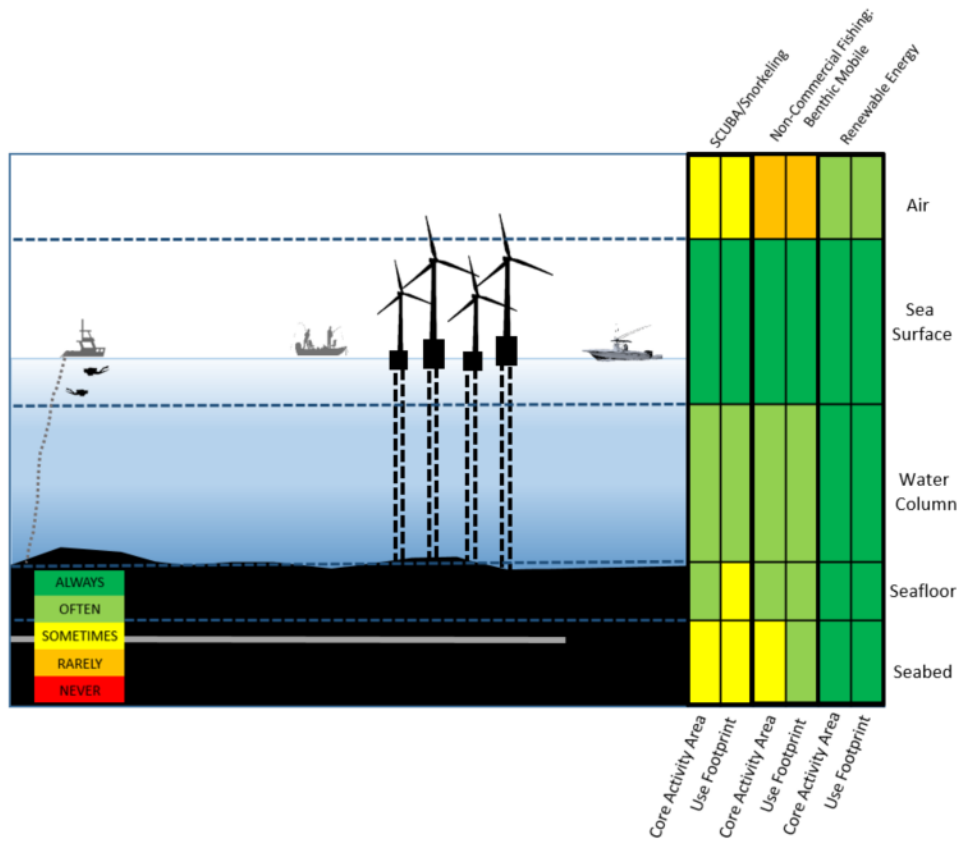 SCUBA/Snorkeling
Non-Commercial Fishing:
Benthic Mobile
Renewable Energy
Air
Sea
Surface
Water
Column
Seafloor
Seabed
ALWAYS
OFTEN
SOMETIMES
RARELY
NEVER
Core Activity Area
Use Footprint
Core Activity Area
Use Footprint
Core Activity Area
Use Footprint